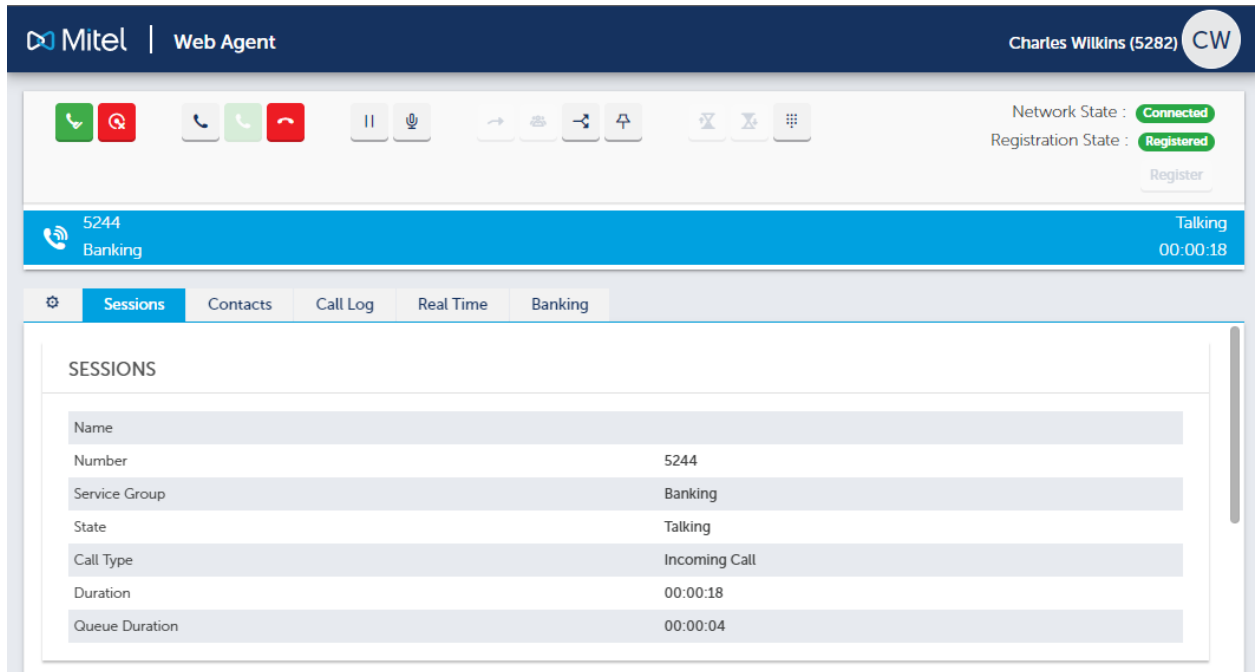 Mitel | Web Agent
Charles Wilkins (5282) CW
Network State : Connected
Registration State : Registered
Register
5244
Talking
Banking
00:00:18
Sessions Contacts Call Log Real Time Banking
SESSIONS
Name
Number 5244
Service Group Banking
State Talking
Call Type Incoming Call
Duration 00:00:18
Queue Duration 00:00:04